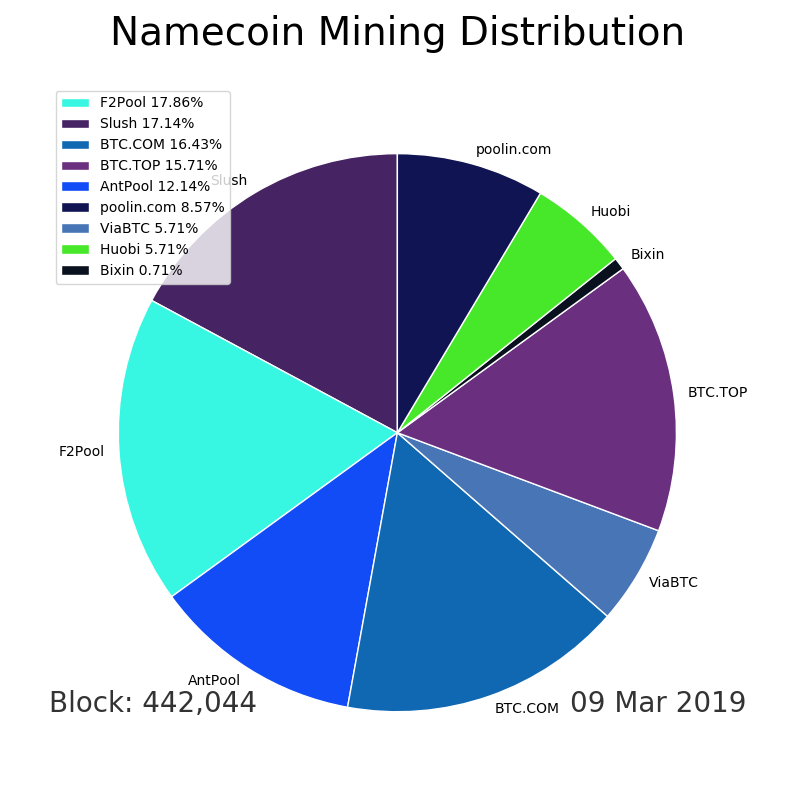 Namecoin Mining Distribution
F2Pool 17.86%
Slush 17.14%
BTC.COM 16.43%
BTC.TOP 15.71%
AntPool 12.14%
poolin.com 8.57%
ViaBTC 5.71%
Huobi 5.71%
Bixin 0.71%
poolin.com
Slush
Huobi
Bixin
BTC.TOP
F2Pool
ViaBTC
AntPool
BTC.COM
Block: 442,044
09 Mar 2019